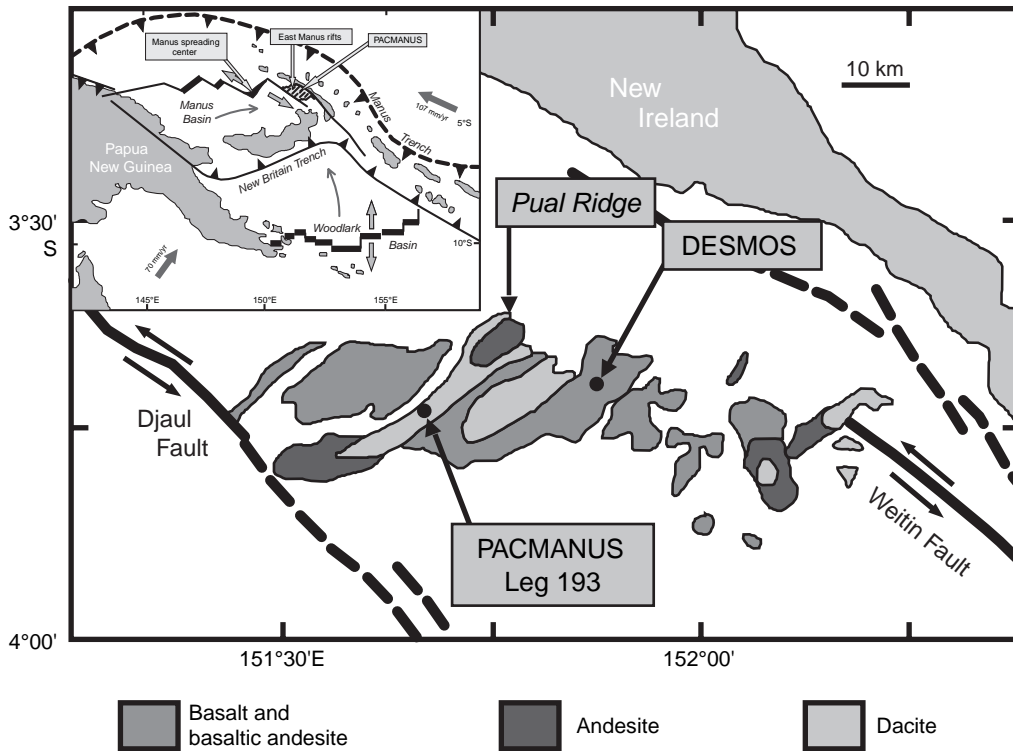 East Manus rifts
PACMANUS
Manus spreading
center
Manus
Basin
107 mm/yr
5°S
Manus
Trench
Papua
New Guinea
New Britain Trench
Woodlark
Basin
10°S
70 mm/yr
145°E
150°E
155°E
10 km
New
Ireland
Pual Ridge
DESMOS
3°30'
S
Djaul
Fault
PACMANUS
Leg 193
Weitin Fault
4°00'
151°30'E
152°00'
Basalt and
basaltic andesite
Andesite
Dacite